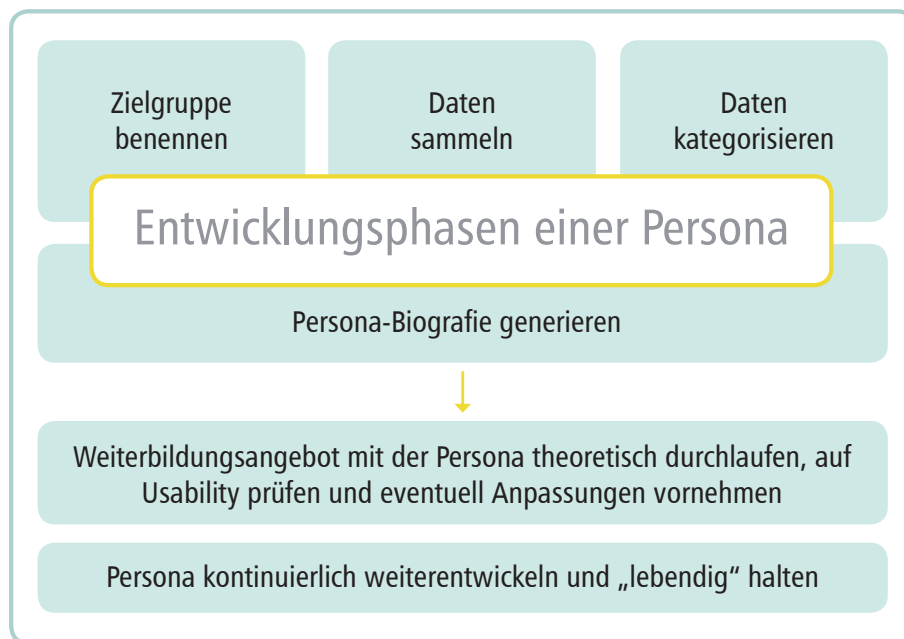 Zielgruppe
benennen
Daten
sammeln
Daten
kategorisieren
Entwicklungsphasen einer Persona
Persona-Biografie generieren
Weiterbildungsangebot mit der Persona theoretisch durchlaufen, auf
Usability prüfen und eventuell Anpassungen vornehmen
Persona kontinuierlich weiterentwickeln und „lebendig“ halten